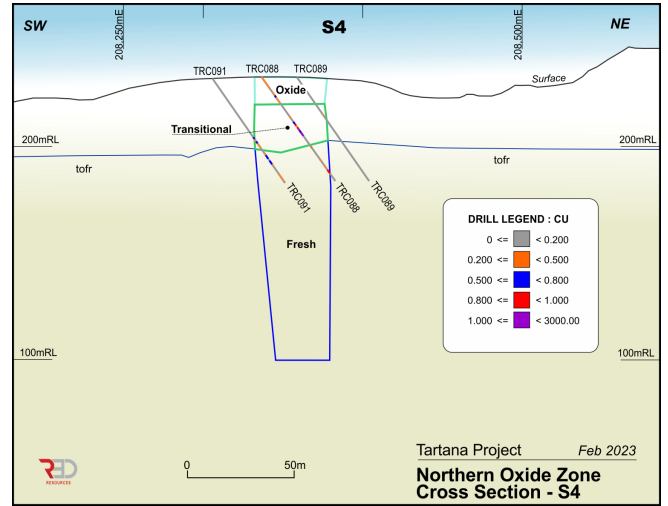 SW
S4
NE
208,250mE
208,500mE
TRC091
TRC088
TRC089
Surface
Oxide
Transitional
200mRL
200mRL
tofr
tofr
TRC091
TRC088
TRC089
Fresh
DRILL LEGEND : CU
0 <= < 0.200
0.200 <= < 0.500
0.500 <= < 0.800
0.800 <= < 1.000
1.000 <= < 3000.00
100mRL
100mRL
RED
RESOURCES
0 50m
Tartana Project Feb 2023
Northern Oxide Zone
Cross Section - S4